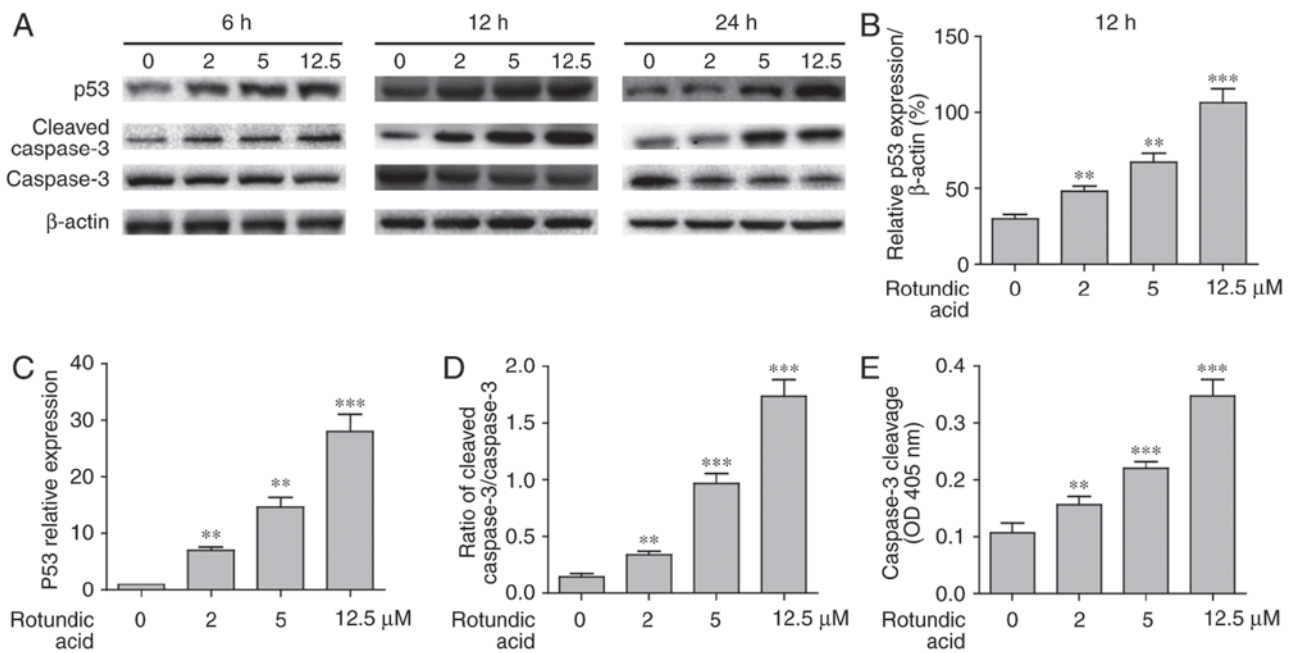 A
6 h
12 h
24 h
0 2 5 12.5
0 2 5 12.5
0 2 5 12.5
p53
Cleaved
caspase-3
Caspase-3
β-actin
B
12 h
Relative p53 expression/
β-actin (%)
150
100
50
0
** ** ***
Rotundic
acid
0 2 5 12.5 μM
C
P53 relative expression
40
30
20
10
0
** ** ***
Rotundic
acid
0 2 5 12.5 μM
D
Ratio of cleaved
caspase-3/caspase-3
2.0
1.5
1.0
0.5
0.0
** *** ***
Rotundic
acid
0 2 5 12.5 μM
E
Caspase-3 cleavage
(OD 405 nm)
0.4
0.3
0.2
0.1
0.0
** *** ***
Rotundic
acid
0 2 5 12.5 μM